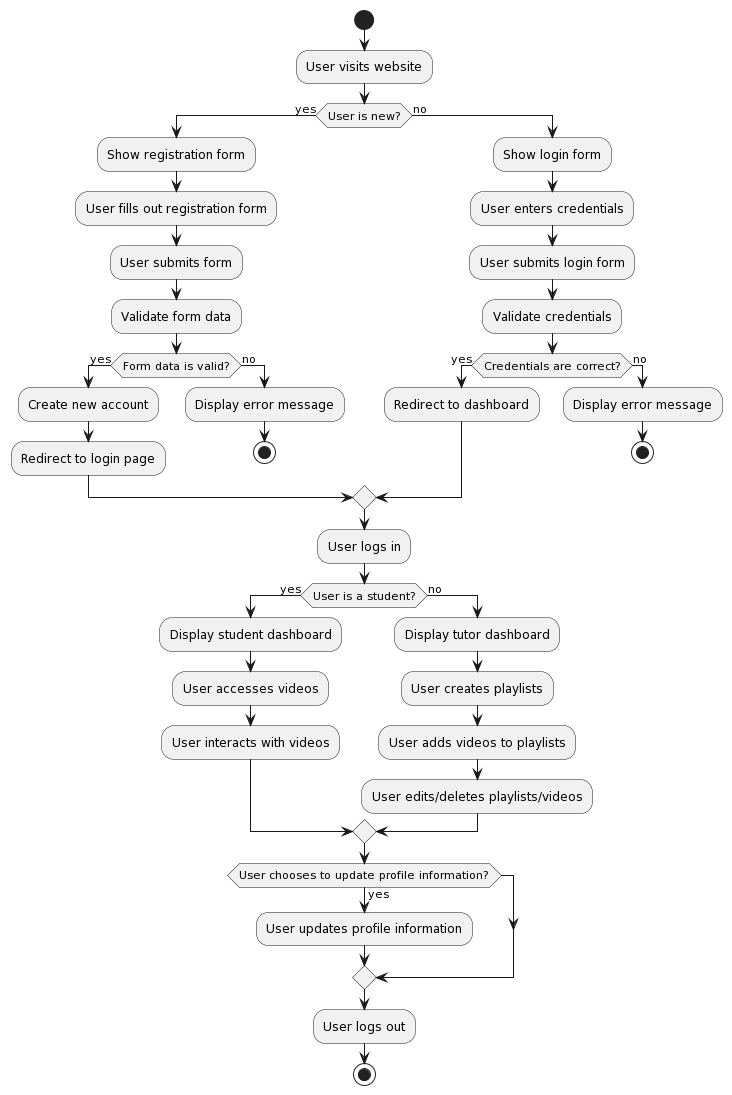 User visits website
yes
User is new?
no
Show registration form
Show login form
User fills out registration form
User enters credentials
User submits form
User submits login form
Validate form data
Validate credentials
yes
Form data is valid?
no
yes
Credentials are correct?
no
Create new account
Display error message
Redirect to dashboard
Display error message
Redirect to login page
User logs in
yes
User is a student?
no
Display student dashboard
Display tutor dashboard
User accesses videos
User creates playlists
User interacts with videos
User adds videos to playlists
User edits/deletes playlists/videos
User chooses to update profile information?
yes
User updates profile information
User logs out